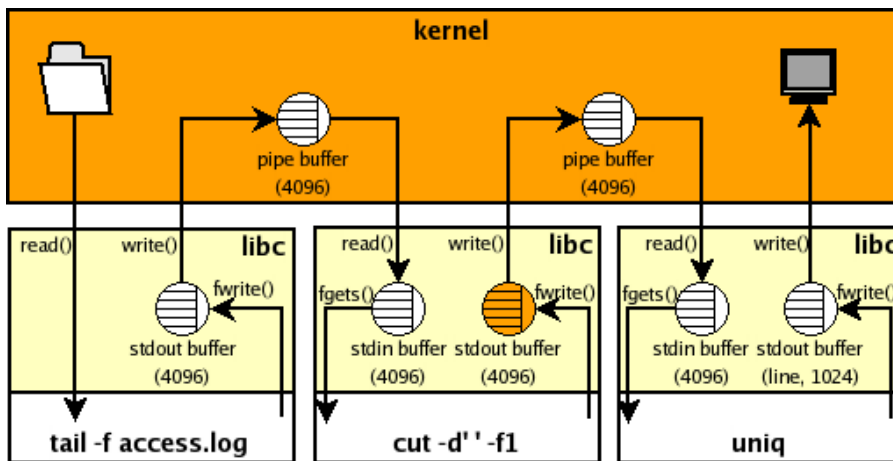 kernel
pipe buffer
(4096)
pipe buffer
(4096)
read()
write()
libc
fwrite()
stdout buffer
(4096)
tail -f access.log
read()
write()
libc
fgets()
fwrite()
stdin buffer
(4096)
stdout buffer
(4096)
cut -d' ' -f1
read()
write()
libc
fgets()
fwrite()
stdin buffer
(4096)
stdout buffer
(line, 1024)
uniq